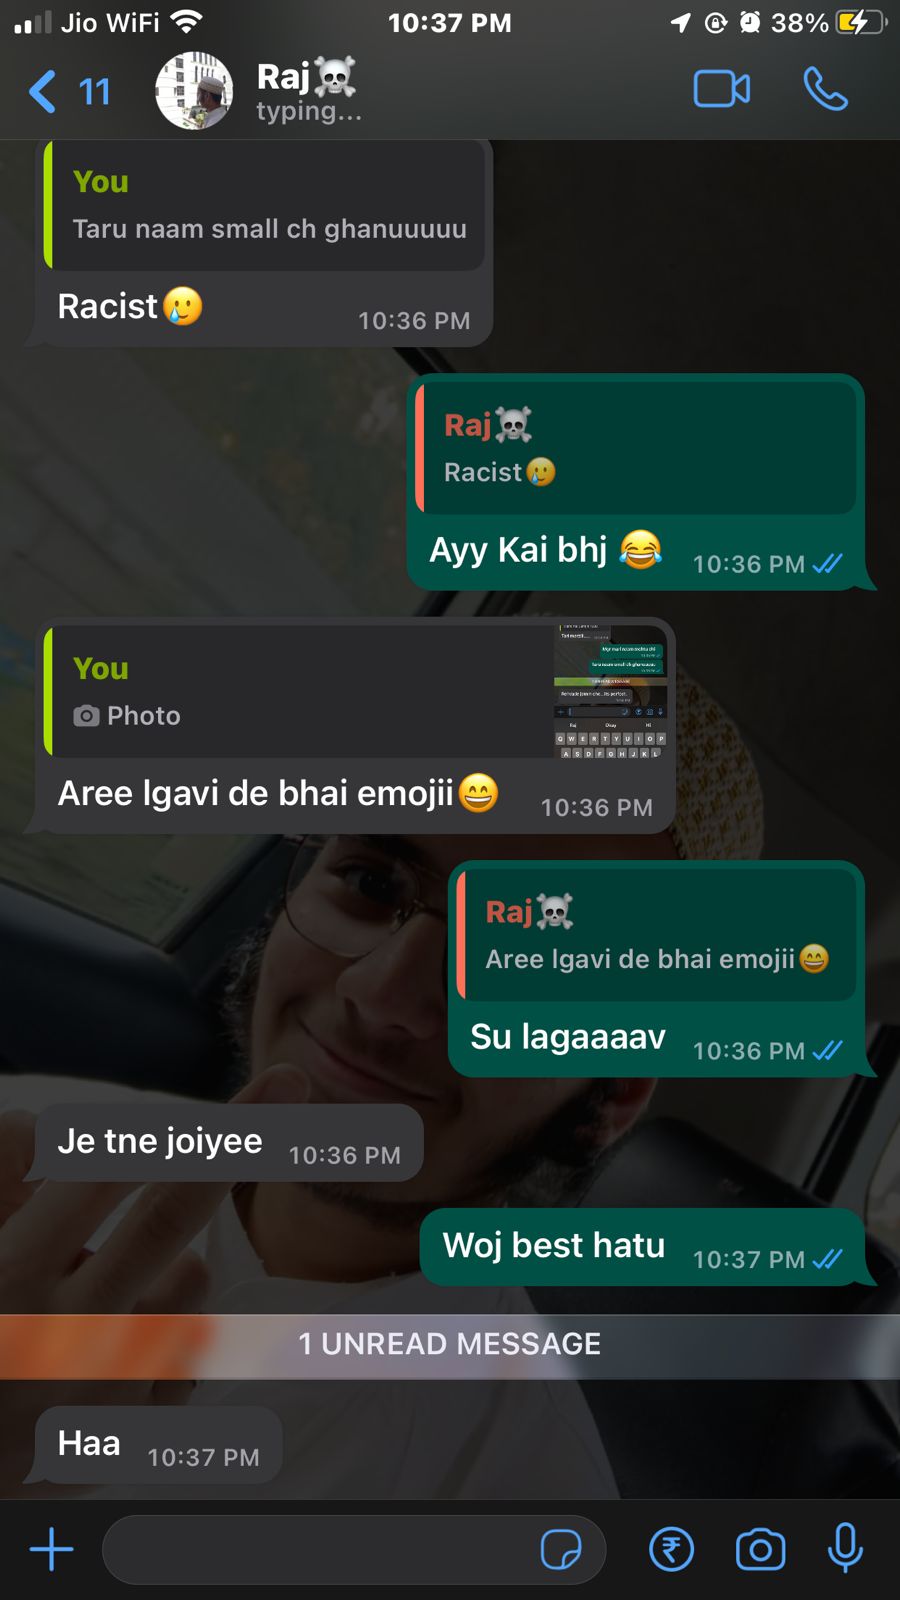 Jio WiFi 10:37 PM 38%
11 Raj☠️
typing...
You
Taru naam small ch ghanuuuuu
Racist🥲 10:36 PM
Raj☠️
Racist🥲
Ayy Kai bhj 😂 10:36 PM
You
Photo
Aree lgavi de bhai emojii😄 10:36 PM
Raj☠️
Aree lgavi de bhai emojii😄
Su lagaaaav 10:36 PM
Je tne joiyee 10:36 PM
Woj best hatu 10:37 PM
1 UNREAD MESSAGE
Haa 10:37 PM